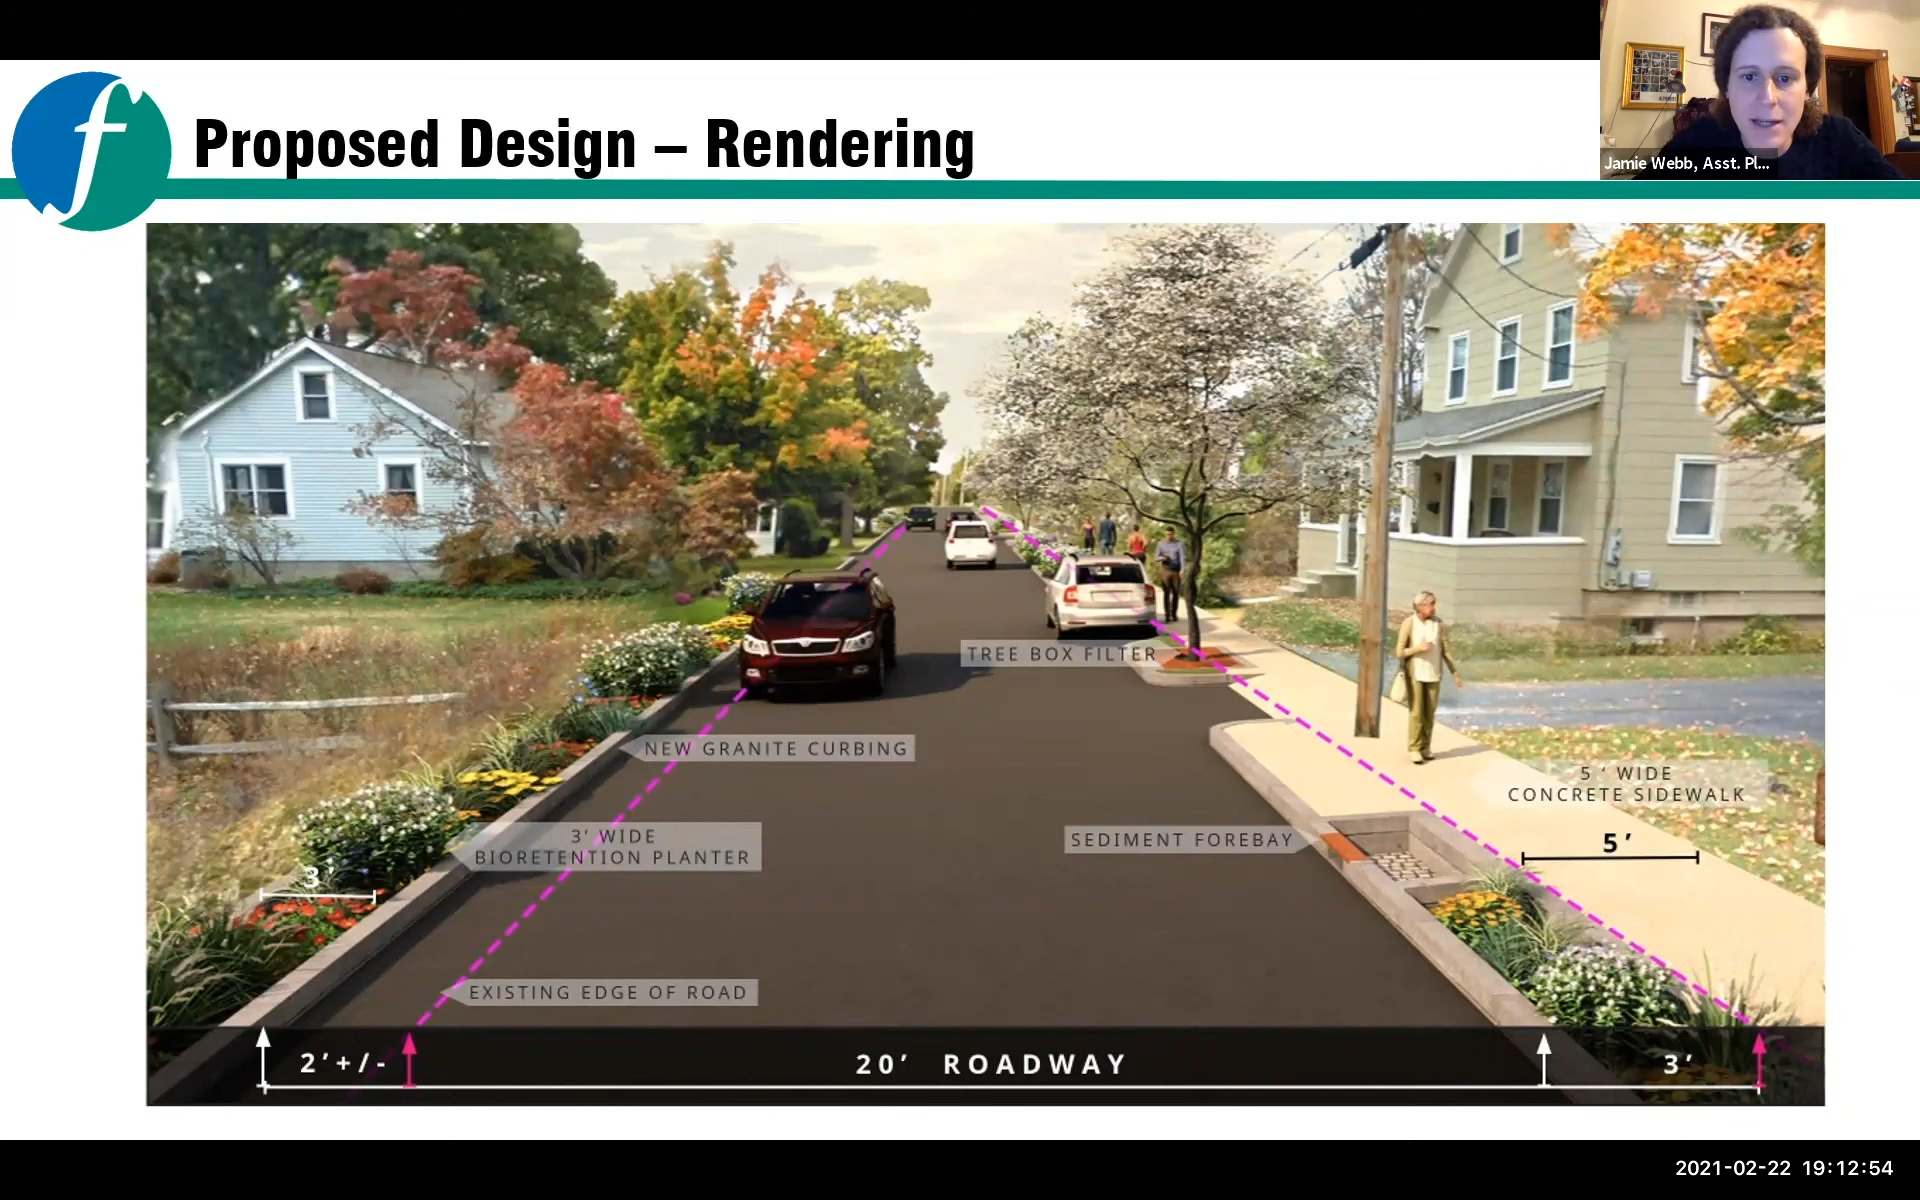 f
Proposed Design – Rendering
Jamie Webb, Asst. Pl...
TREE BOX FILTER
NEW GRANITE CURBING
5 ' WIDE
CONCRETE SIDEWALK
3' WIDE
BIORETENTION PLANTER
SEDIMENT FOREBAY
5'
3'
EXISTING EDGE OF ROAD
2'+/-
20' ROADWAY
3'
2021-02-22 19:12:54